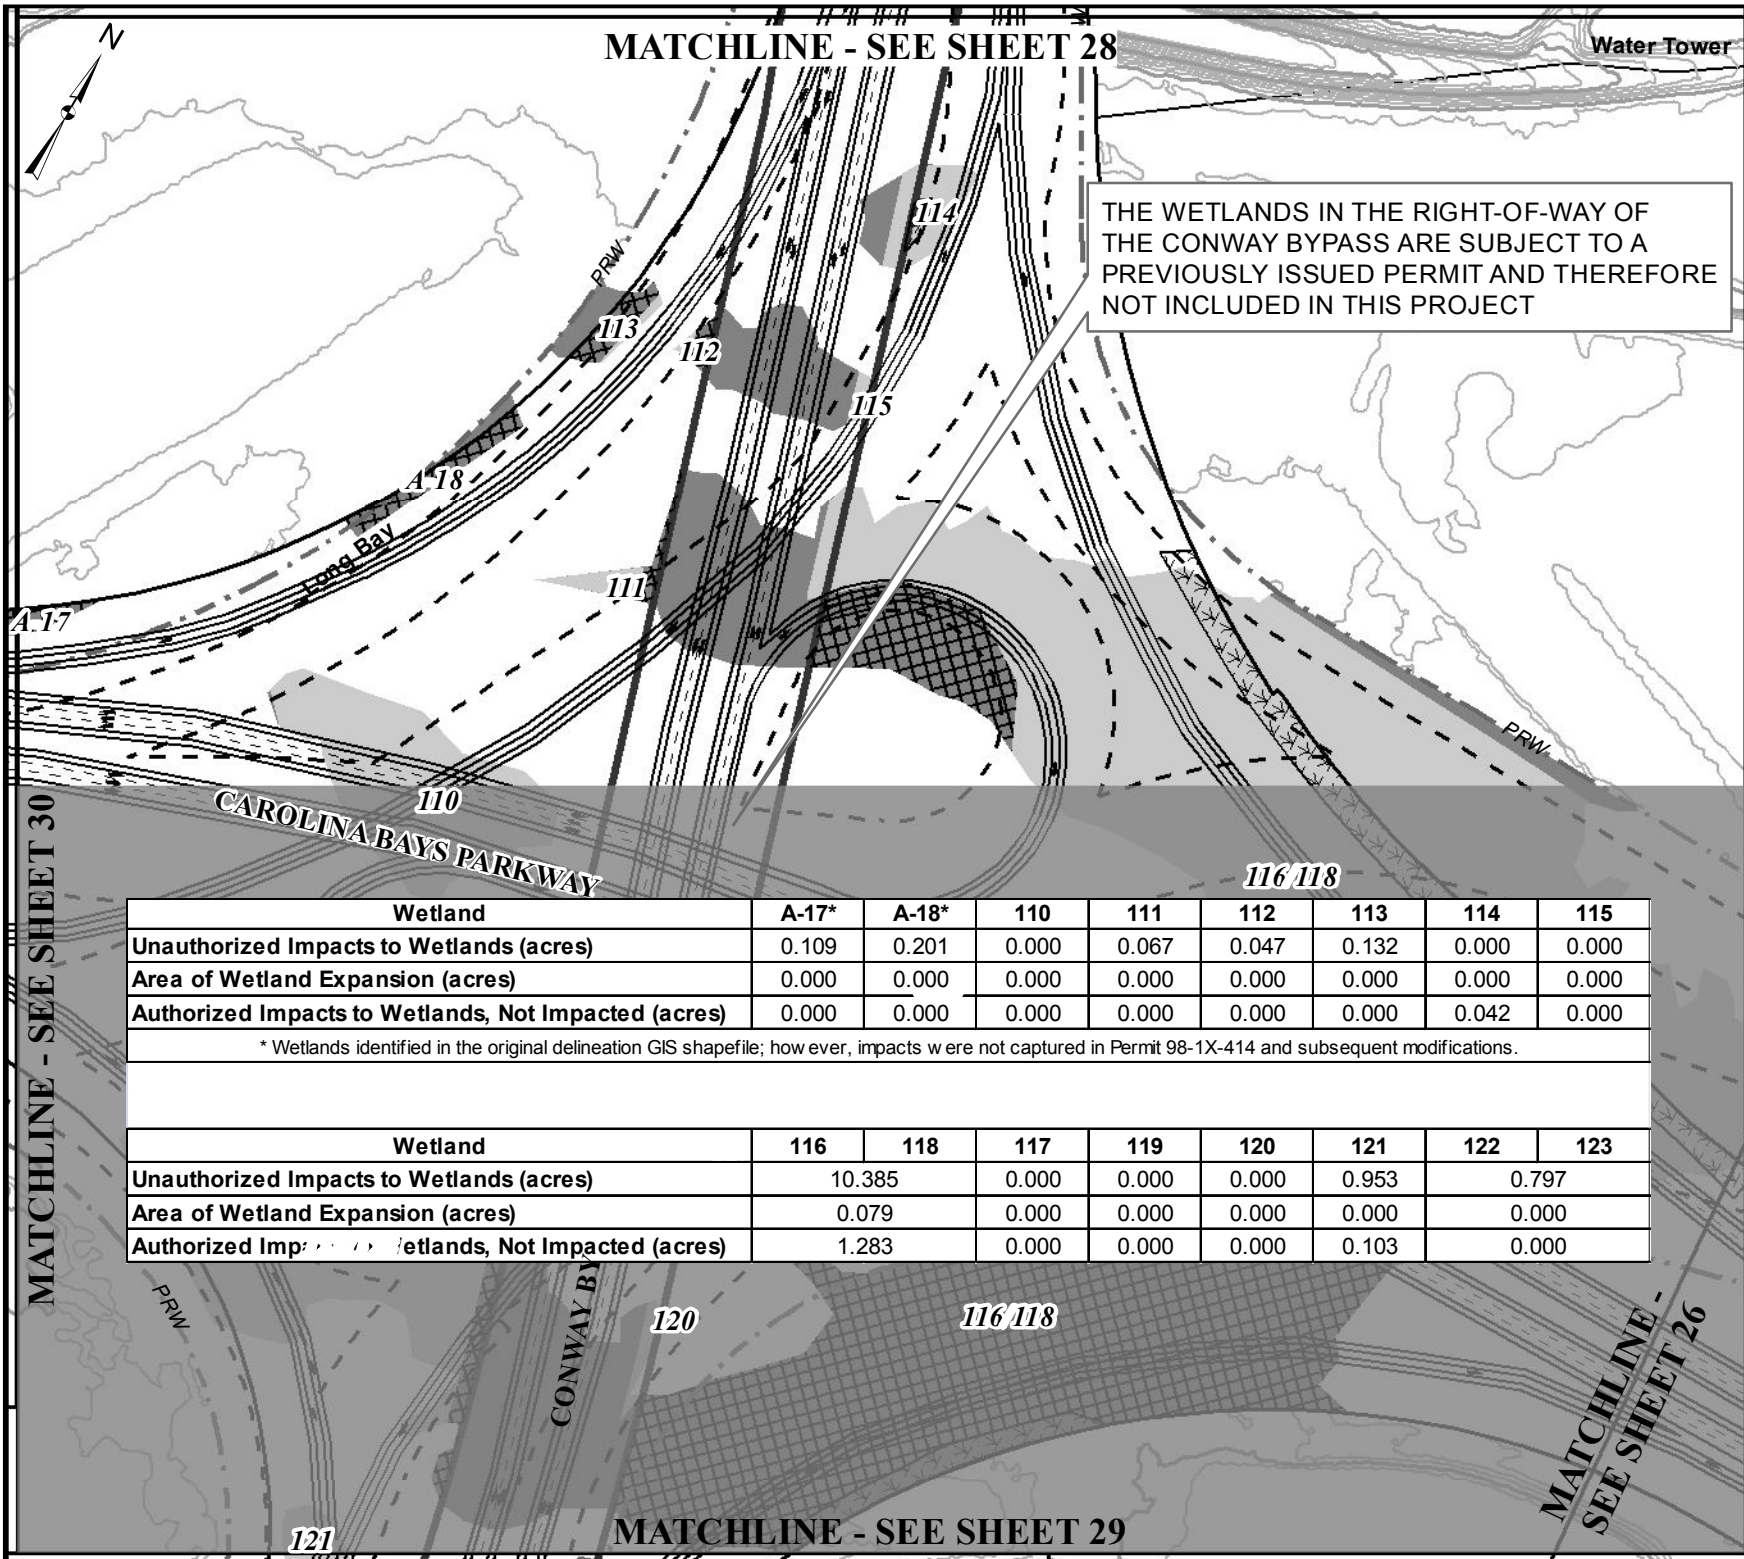 N
MATCHLINE - SEE SHEET 28
Water Tower
114
THE WETLANDS IN THE RIGHT-OF-WAY OF
THE CONWAY BYPASS ARE SUBJECT TO A
PREVIOUSLY ISSUED PERMIT AND THEREFORE
NOT INCLUDED IN THIS PROJECT
PRW
113
112
115
A 18
Long Bay
111
A 17
PRW
110
CAROLINA BAYS PARKWAY
116/118
MATCHLINE - SEE SHEET 30
Wetland A-17* A-18* 110 111 112 113 114 115
Unauthorized Impacts to Wetlands (acres) 0.109 0.201 0.000 0.067 0.047 0.132 0.000 0.000
Area of Wetland Expansion (acres) 0.000 0.000 0.000 0.000 0.000 0.000 0.000 0.000
Authorized Impacts to Wetlands, Not Impacted (acres) 0.000 0.000 0.000 0.000 0.000 0.000 0.042 0.000
* Wetlands identified in the original delineation GIS shapefile; however, impacts were not captured in Permit 98-1X-414 and subsequent modifications.
Wetland 116 118 117 119 120 121 122 123
Unauthorized Impacts to Wetlands (acres) 10.385 0.000 0.000 0.000 0.953 0.797
Area of Wetland Expansion (acres) 0.079 0.000 0.000 0.000 0.000 0.000
Authorized etlands, Not Impacted (acres) 1.283 0.000 0.000 0.000 0.103 0.000
PRW
CONWAY BY
120
116/118
MATCHLINE -
SEE SHEET 26
121
MATCHLINE - SEE SHEET 29